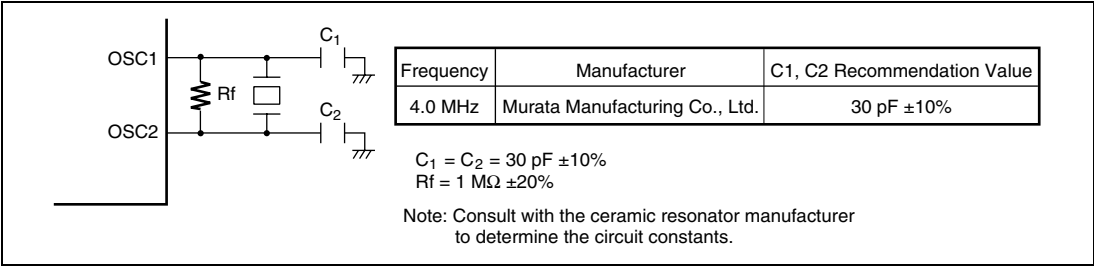 OSC1
OSC2
Rf
C1
C2
Frequency Manufacturer C1, C2 Recommendation Value
4.0 MHz Murata Manufacturing Co., Ltd. 30 pF ±10%
C1 = C2 = 30 pF ±10%
Rf = 1 MΩ ±20%
Note: Consult with the ceramic resonator manufacturer
to determine the circuit constants.